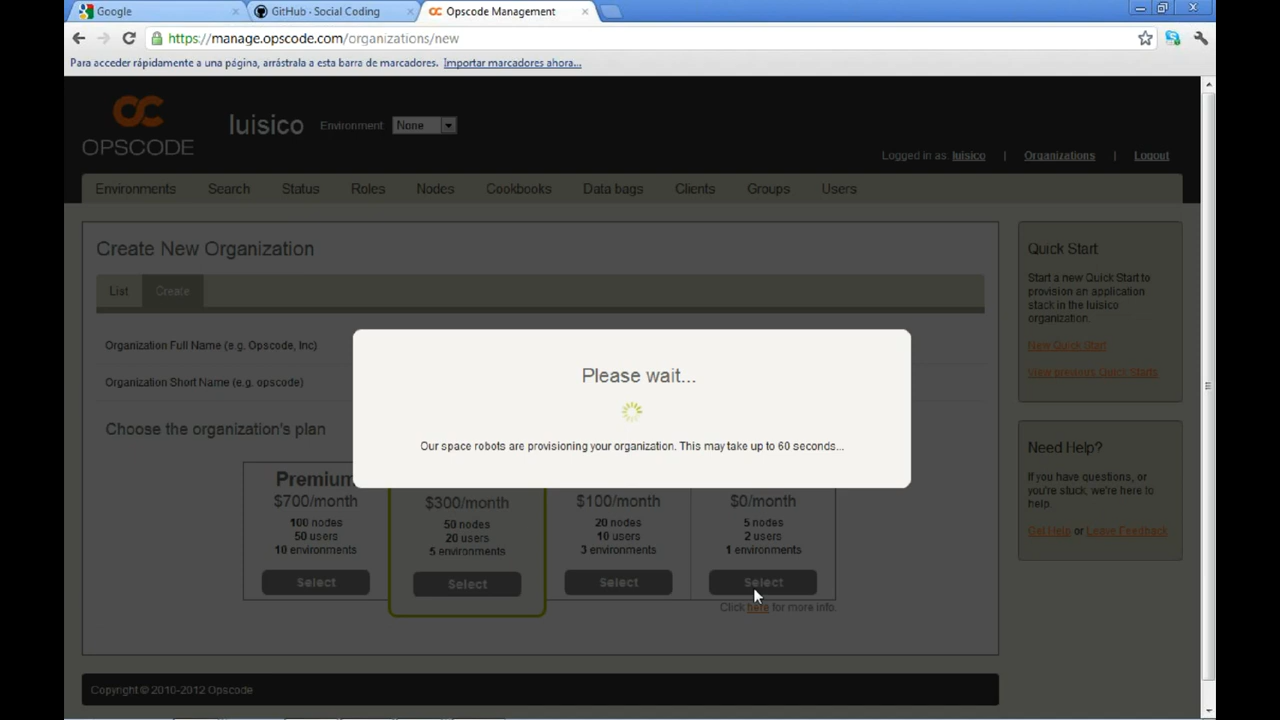 Google
GitHub - Social Coding
Opscode Management
https://manage.opscode.com/organizations/new
Para acceder rápidamente a una página, arrástrala a esta barra de marcadores. Importar marcadores ahora...
OPSCODE
luisico
Environment None
Logged in as luisico | Organizations | Logout
Environments Search Status Roles Nodes Cookbooks Data bags Clients Groups Users
Create New Organization
List Create
Organization Full Name (e.g. Opscode, Inc)
Organization Short Name (e.g. opscode)
Choose the organization's plan
Please wait...
Our space robots are provisioning your organization. This may take up to 60 seconds...
Premium
$700/month
100 nodes
50 users
10 environments
Select
$300/month
50 nodes
20 users
5 environments
Select
$100/month
20 nodes
10 users
3 environments
Select
$0/month
5 nodes
2 users
1 environments
Select
Click here for more info.
Quick Start
Start a new Quick Start to
provision an application
stack in the luisico
organization.
New Quick Start
View previous Quick Starts
Need Help?
If you have questions, or
you're stuck, we're here to
help.
Get Help or Leave Feedback
Copyright © 2010-2012 Opscode